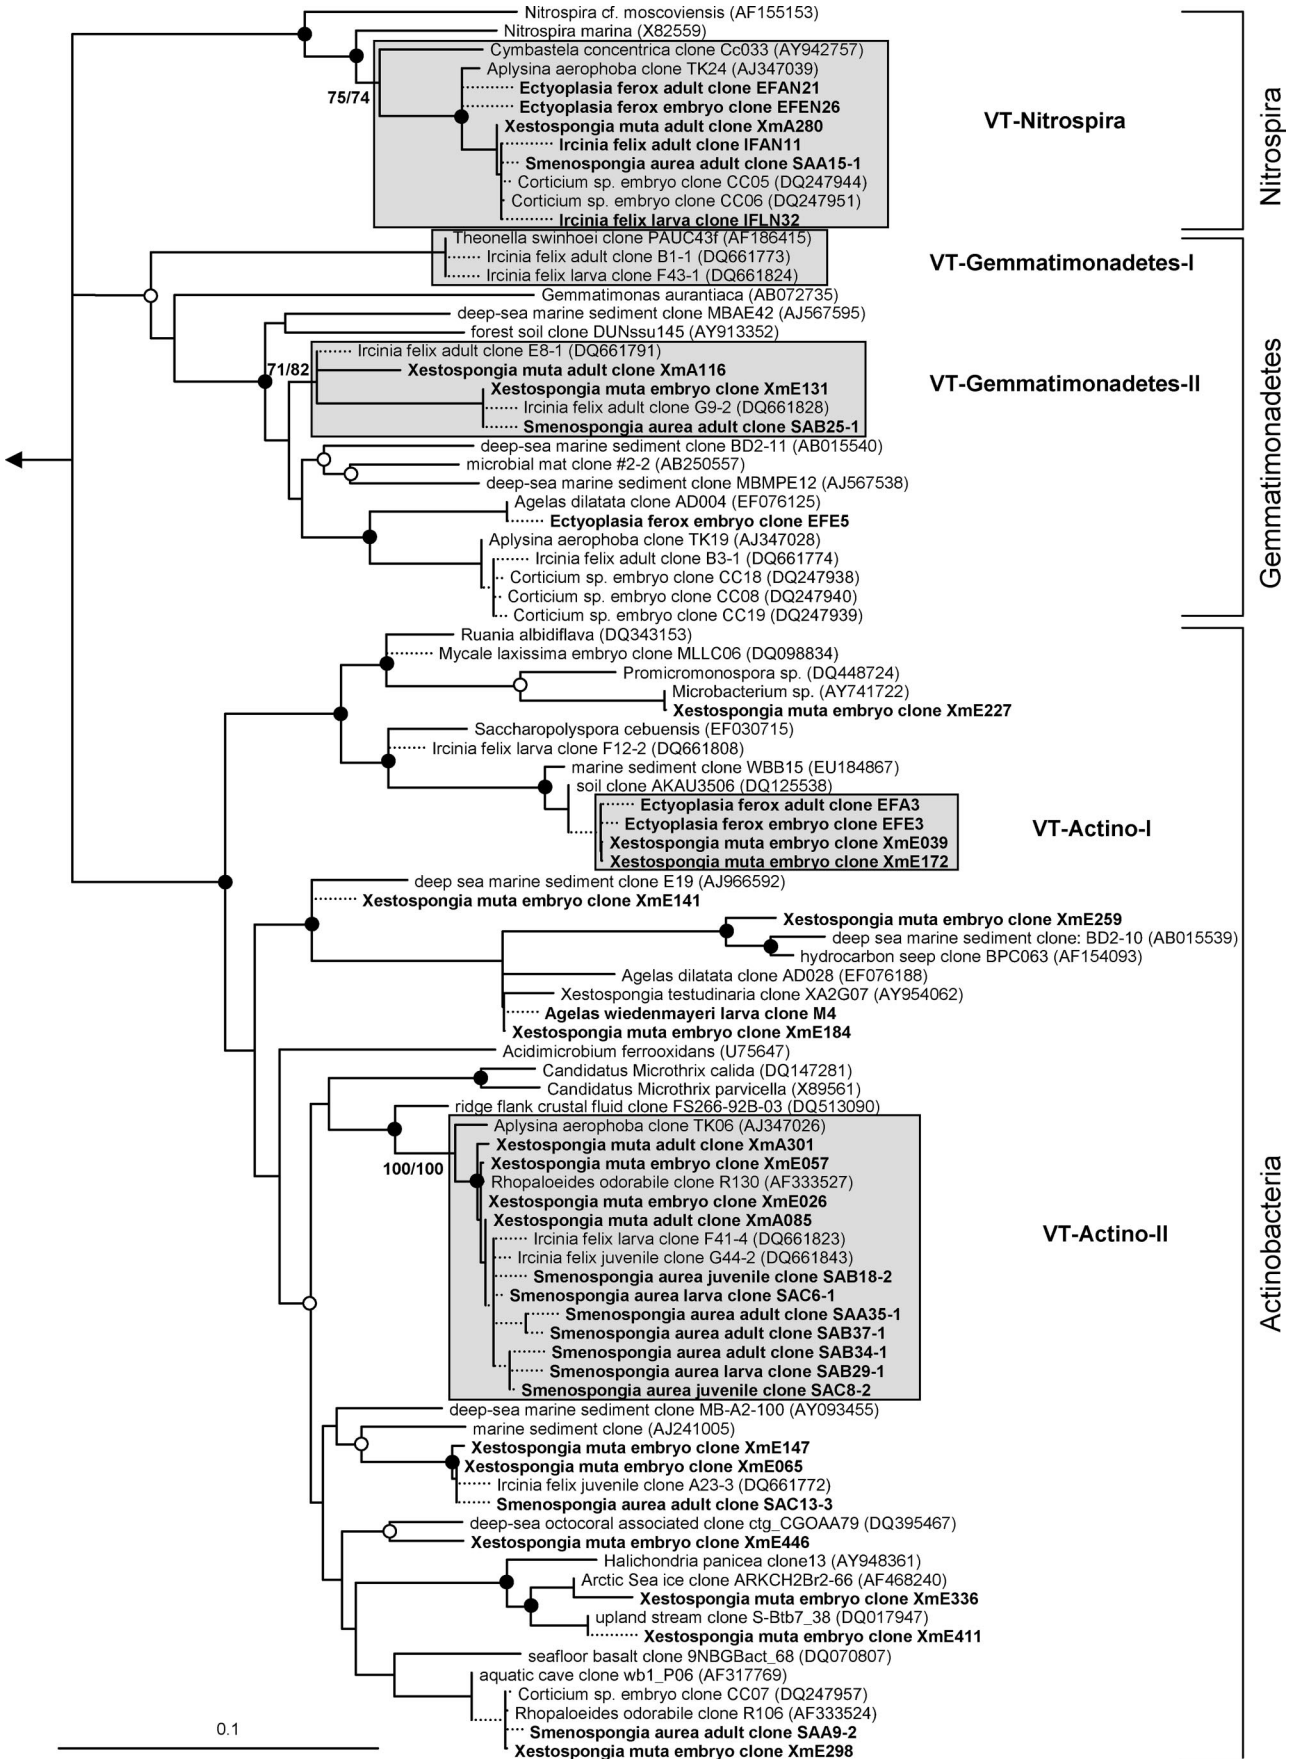 Nitrospira cf. moscoviensis (AF155153)
Nitrospira marina (X82559)
Cymbastela concentrica clone Cc033 (AY942757)
Aplysina aerophoba clone TK24 (AJ347039)
75/74
Ectyoplasia ferox adult clone EFAN21
Ectyoplasia ferox embryo clone EFEN26
VT-Nitrospira
Xestospongia muta adult clone XmA280
Ircinia felix adult clone IFAN11
Nitrospira
Smenospongia aurea adult clone SAA15-1
Corticium sp. embryo clone CC05 (DQ247944)
Corticium sp. embryo clone CC06 (DQ247951)
Ircinia felix larva clone IFLN32
Theonella swinhoei clone PAUC43f (AF186415)
Ircinia felix adult clone B1-1 (DQ661773)
VT-Gemmatimonadetes-I
Ircinia felix larva clone F43-1 (DQ661824)
Gemmatimonas aurantiaca (AB072735)
deep-sea marine sediment clone MBAE42 (AJ567595)
forest soil clone DUNssu145 (AY913352)
Ircinia felix adult clone E8-1 (DQ661791)
71/82
Xestospongia muta adult clone XmA116
VT-Gemmatimonadetes-II
Xestospongia muta embryo clone XmE131
Ircinia felix adult clone G9-2 (DQ661828)
Smenospongia aurea adult clone SAB25-1
Gemmatimonadetes
deep-sea marine sediment clone BD2-11 (AB015540)
microbial mat clone #2-2 (AB250557)
deep-sea marine sediment clone MBMPE12 (AJ567538)
Agelas dilatata clone AD004 (EF076125)
Ectyoplasia ferox embryo clone EFE5
Aplysina aerophoba clone TK19 (AJ347028)
Ircinia felix adult clone B3-1 (DQ661774)
Corticium sp. embryo clone CC18 (DQ247938)
Corticium sp. embryo clone CC08 (DQ247940)
Corticium sp. embryo clone CC19 (DQ247939)
Ruania albidiflava (DQ343153)
Mycale laxissima embryo clone MLLC06 (DQ098834)
Promicromonospora sp. (DQ448724)
Microbacterium sp. (AY741722)
Xestospongia muta embryo clone XmE227
Saccharopolyspora cebuensis (EF030715)
Ircinia felix larva clone F12-2 (DQ661808)
marine sediment clone WBB15 (EU184867)
soil clone AKAU3506 (DQ125538)
Ectyoplasia ferox adult clone EFA3
Ectyoplasia ferox embryo clone EFE3
VT-Actino-I
Xestospongia muta embryo clone XmE039
Xestospongia muta embryo clone XmE172
deep sea marine sediment clone E19 (AJ966592)
Xestospongia muta embryo clone XmE141
Xestospongia muta embryo clone XmE259
deep sea marine sediment clone: BD2-10 (AB015539)
hydrocarbon seep clone BPC063 (AF154093)
Agelas dilatata clone AD028 (EF076188)
Xestospongia testudinaria clone XA2G07 (AY954062)
Agelas wiedenmayeri larva clone M4
Xestospongia muta embryo clone XmE184
Acidimicrobium ferrooxidans (U75647)
Candidatus Microthrix calida (DQ147281)
Candidatus Microthrix parvicella (X89561)
ridge flank crustal fluid clone FS266-92B-03 (DQ513090)
Aplysina aerophoba clone TK06 (AJ347026)
Xestospongia muta adult clone XmA301
100/100
Xestospongia muta embryo clone XmE057
Rhopaloeides odorabile clone R130 (AF333527)
Xestospongia muta embryo clone XmE026
Xestospongia muta adult clone XmA085
Ircinia felix larva clone F41-4 (DQ661823)
VT-Actino-II
Actinobacteria
Ircinia felix juvenile clone G44-2 (DQ661843)
Smenospongia aurea juvenile clone SAB18-2
Smenospongia aurea larva clone SAC6-1
Smenospongia aurea adult clone SAA35-1
Smenospongia aurea adult clone SAB37-1
Smenospongia aurea adult clone SAB34-1
Smenospongia aurea larva clone SAB29-1
Smenospongia aurea juvenile clone SAC8-2
deep-sea marine sediment clone MB-A2-100 (AY093455)
marine sediment clone (AJ241005)
Xestospongia muta embryo clone XmE147
Xestospongia muta embryo clone XmE065
Ircinia felix juvenile clone A23-3 (DQ661772)
Smenospongia aurea adult clone SAC13-3
deep-sea octocoral associated clone ctg_CGOAA79 (DQ395467)
Xestospongia muta embryo clone XmE446
Halichondria panicea clone13 (AY948361)
Arctic Sea ice clone ARKCH2Br2-66 (AF468240)
Xestospongia muta embryo clone XmE336
upland stream clone S-Btb7_38 (DQ017947)
Xestospongia muta embryo clone XmE411
seafloor basalt clone 9NBGBact_68 (DQ070807)
aquatic cave clone wb1_P06 (AF317769)
Corticium sp. embryo clone CC07 (DQ247957)
Rhopaloeides odorabile clone R106 (AF333524)
0.1
Smenospongia aurea adult clone SAA9-2
Xestospongia muta embryo clone XmE298